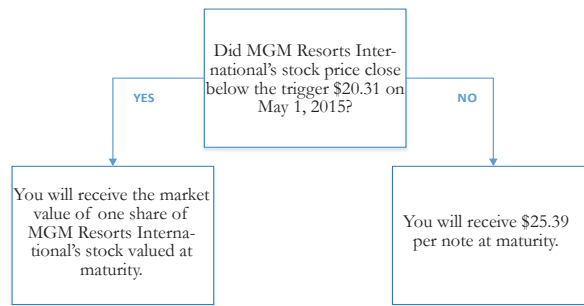 Did MGM Resorts Inter-
national's stock price close
below the trigger $20.31 on
May 1, 2015?
YES
NO
You will receive the market
value of one share of
MGM Resorts Interna-
tional's stock valued at
maturity.
You will receive $25.39
per note at maturity.